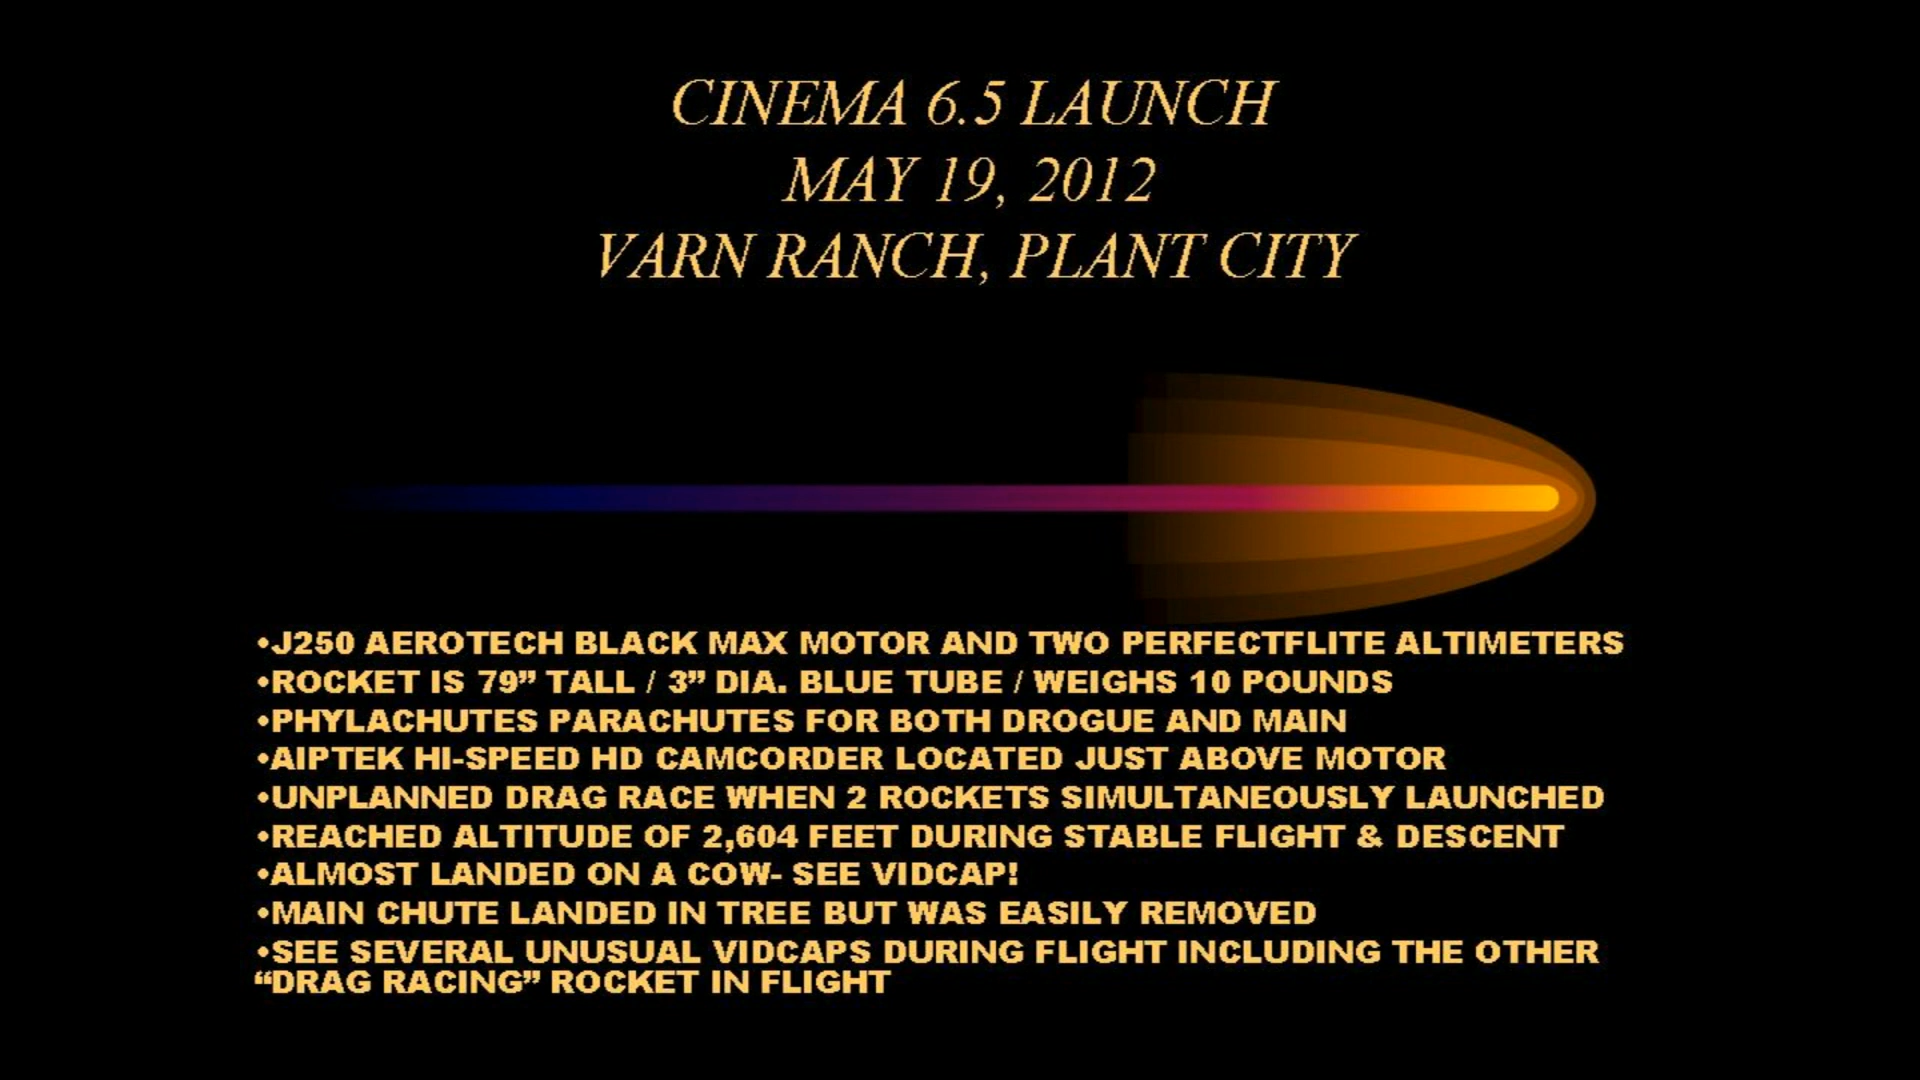 CINEMA 6.5 LAUNCH
MAY 19, 2012
VARN RANCH, PLANT CITY
•J250 AEROTECH BLACK MAX MOTOR AND TWO PERFECTFLITE ALTIMETERS
•ROCKET IS 79” TALL / 3” DIA. BLUE TUBE / WEIGHS 10 POUNDS
•PHYLACHUTES PARACHUTES FOR BOTH DROGUE AND MAIN
•AIPTEK HI-SPEED HD CAMCORDER LOCATED JUST ABOVE MOTOR
•UNPLANNED DRAG RACE WHEN 2 ROCKETS SIMULTANEOUSLY LAUNCHED
•REACHED ALTITUDE OF 2,604 FEET DURING STABLE FLIGHT & DESCENT
•ALMOST LANDED ON A COW- SEE VIDCAP!
•MAIN CHUTE LANDED IN TREE BUT WAS EASILY REMOVED
•SEE SEVERAL UNUSUAL VIDCAPS DURING FLIGHT INCLUDING THE OTHER
“DRAG RACING” ROCKET IN FLIGHT